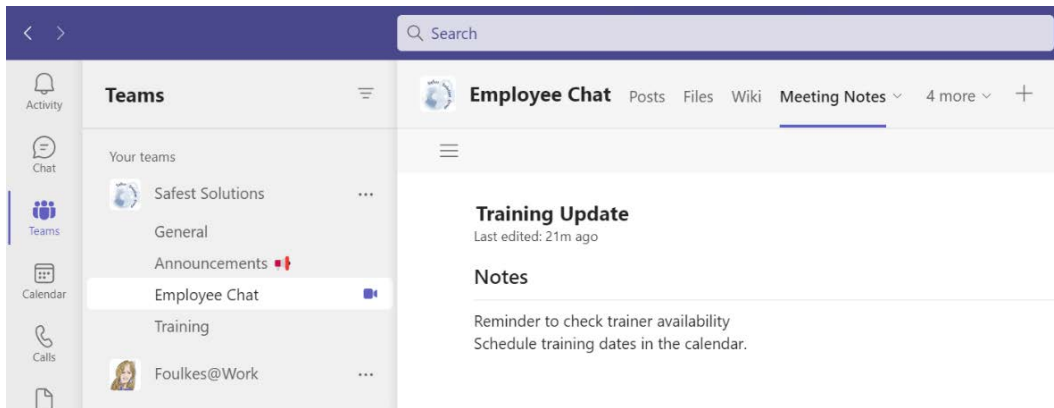 Search
Activity
Chat
Teams
Calendar
Calls
Teams
Your teams
Safest Solutions
General
Announcements
Employee Chat
Training
Foulkes@Work
Employee Chat Posts Files Wiki Meeting Notes 4 more
Training Update
Last edited: 21m ago
Notes
Reminder to check trainer availability
Schedule training dates in the calendar.